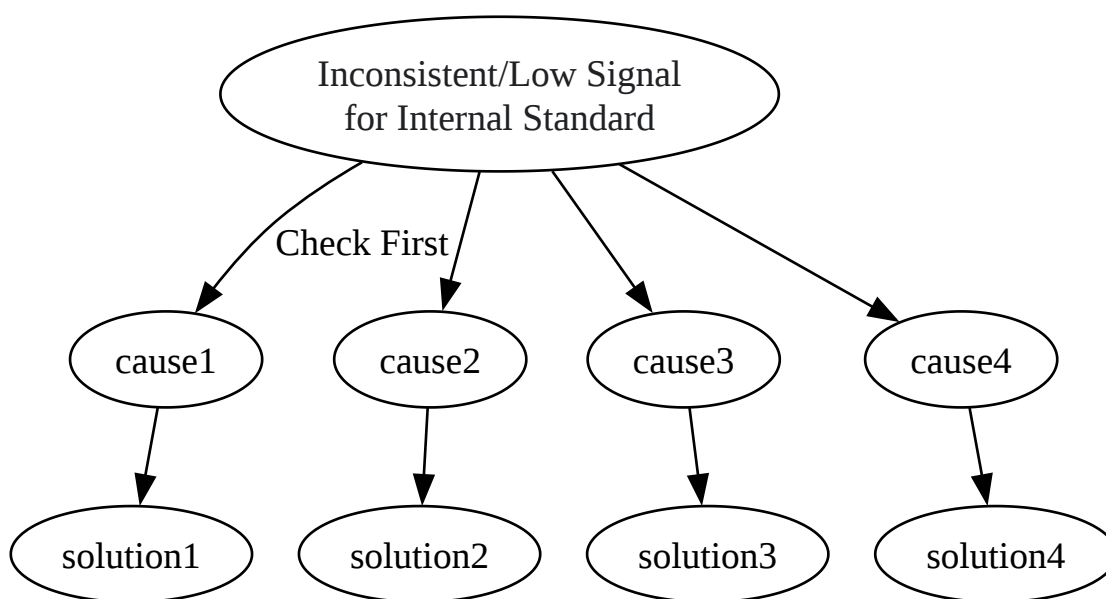 Inconsistent/Low Signal
for Internal Standard
Check First
cause1
cause2
cause3
cause4
solution1
solution2
solution3
solution4